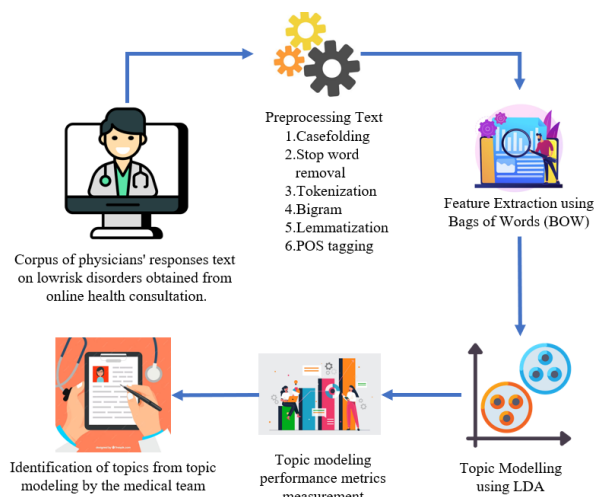 Preprocessing Text
1.Casefolding
2.Stop word
removal
3.Tokenization
4.Bigram
5.Lemmatization
6.POS tagging
Feature Extraction using
Bags of Words (BOW)
Corpus of physicians' responses text
on lowrisk disorders obtained from
online health consultation.
Identification of topics from topic
modeling by the medical team
Topic modeling
performance metrics
measurement
Topic Modelling
using LDA